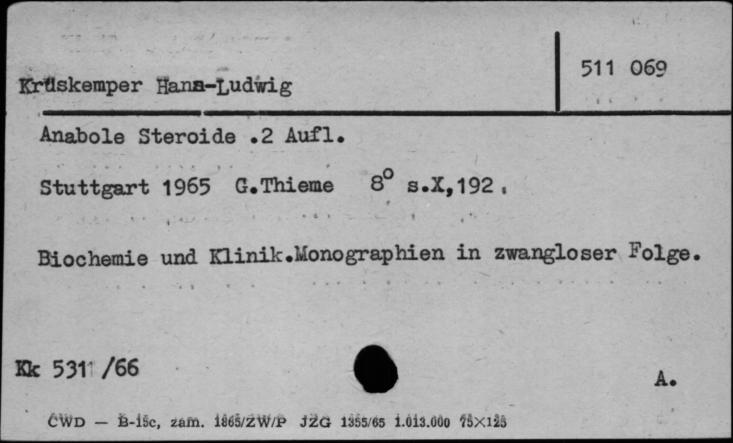 511 069
Krüskemper Hans-Ludwig
Anabole Steroide .2 Aufl.
Stuttgart 1965 G.Thieme 8° s.X,192.
Biochemie und Klinik.Monographien in zwangloser Folge.
Kk 531 /66
A.
CWD — B-15c, zam. 1865/ZW/P JZG 1355/65 1.013.000 75×125